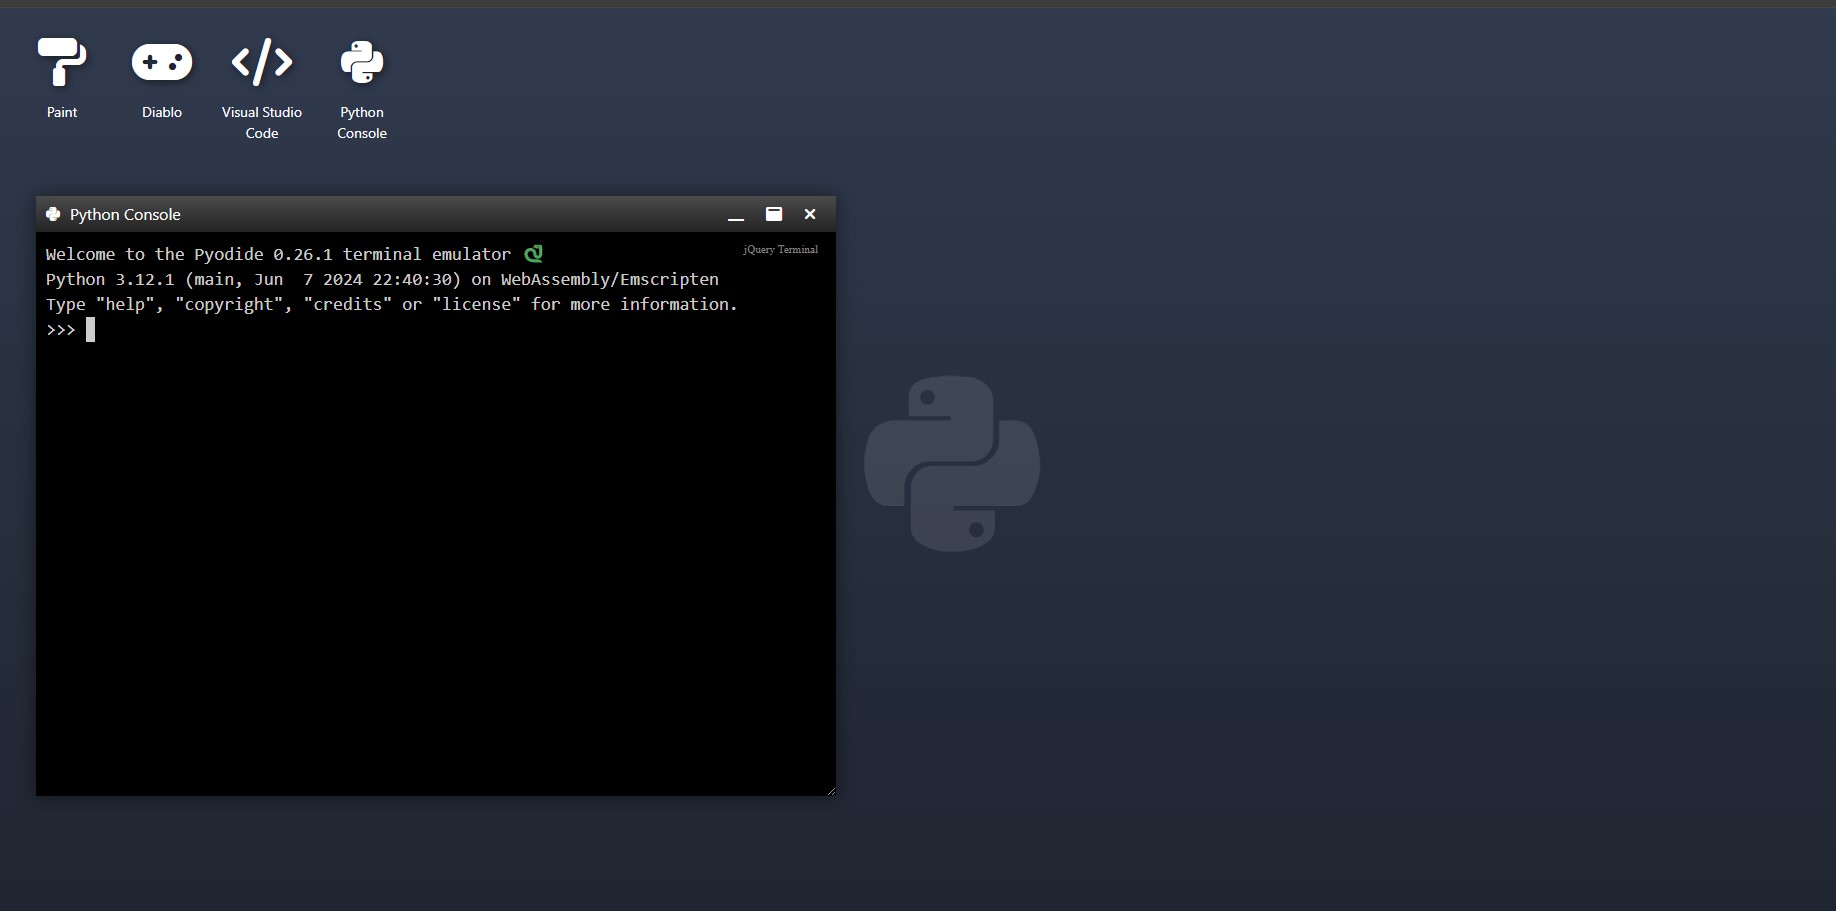 Paint
Diablo
Visual Studio
Code
Python
Console
Python Console
Welcome to the Pyodide 0.26.1 terminal emulator 🐍
jQuery Terminal
Python 3.12.1 (main, Jun  7 2024 22:40:30) on WebAssembly/Emscripten
Type "help", "copyright", "credits" or "license" for more information.
>>>